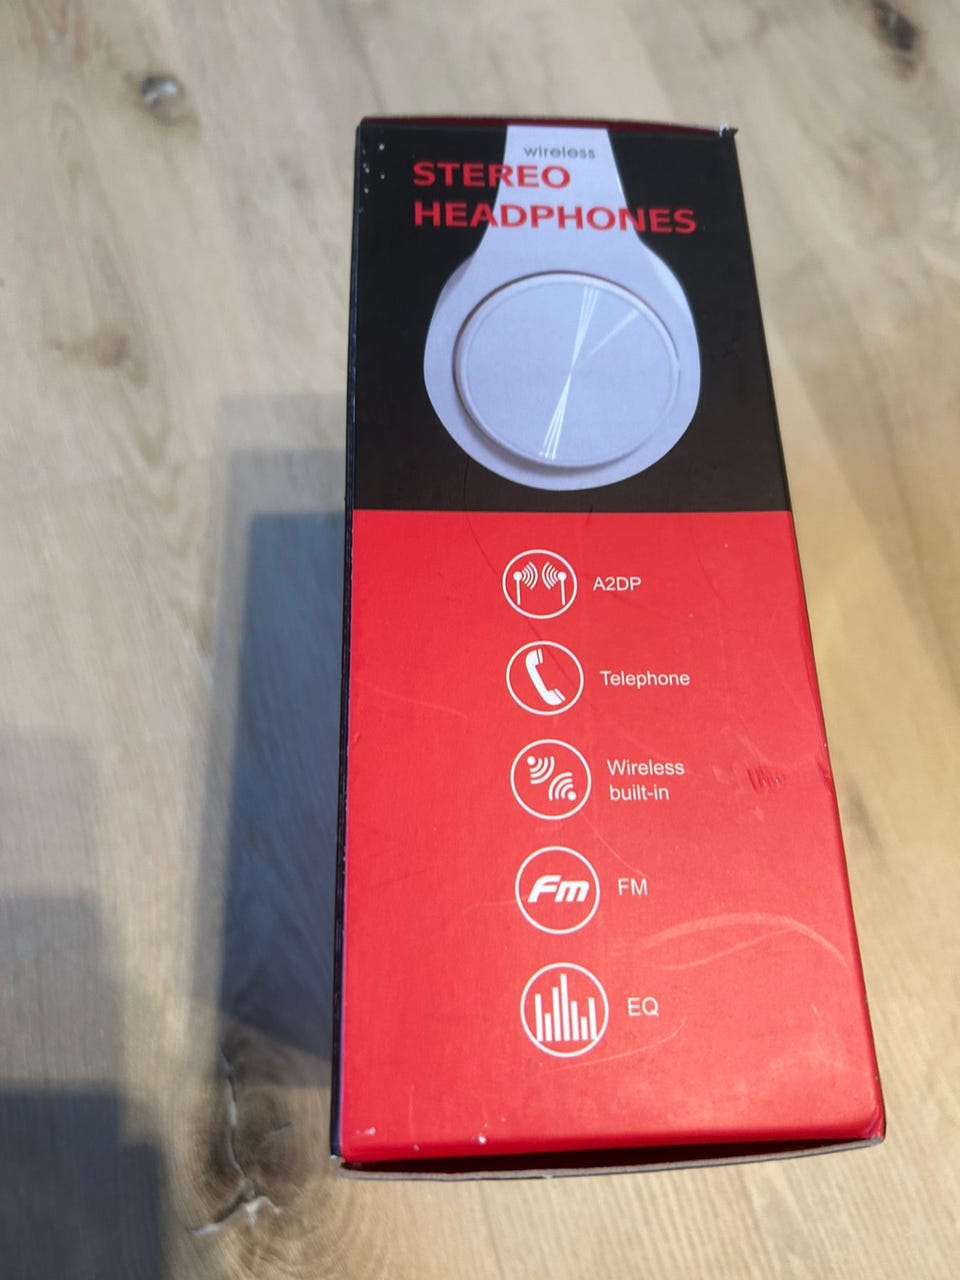 wireless
STEREO
HEADPHONES
A2DP
Telephone
Wireless
built-in
Fm
FM
EQ